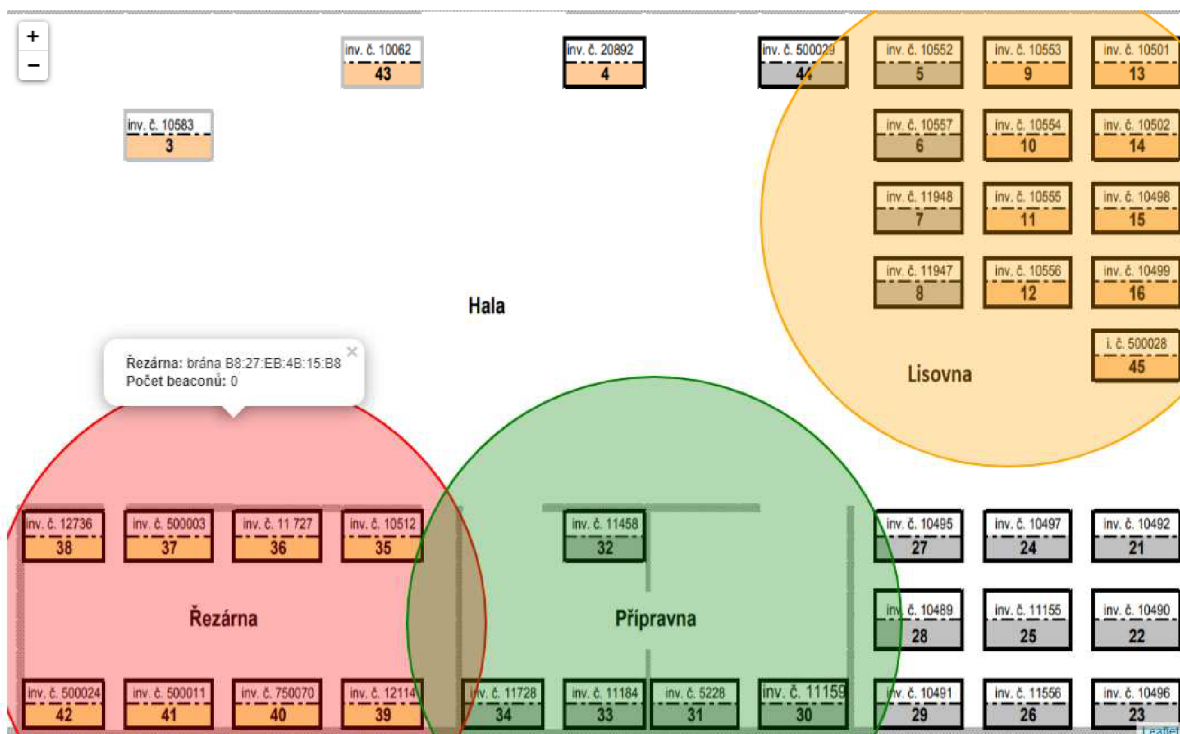 +
−
inv. č. 10062
43
inv. č. 20892
4
inv. č. 500029
44
inv. č. 10552
5
inv. č. 10553
9
inv. č. 10501
13
inv. č. 10583
3
inv. č. 10557
6
inv. č. 10554
10
inv. č. 10502
14
inv. č. 11948
7
inv. č. 10555
11
inv. č. 10498
15
inv. č. 11947
8
inv. č. 10556
12
inv. č. 10499
16
Hala
i. č. 500028
45
Lisovna
Řezárna: brána B8:27:EB:4B:15:B8
Počet beaconů: 0
×
inv. č. 12736
38
inv. č. 500003
37
inv. č. 11 727
36
inv. č. 10512
35
inv. č. 11458
32
inv. č. 10495
27
inv. č. 10497
24
inv. č. 10492
21
Řezárna
Přípravna
inv. č. 10489
28
inv. č. 11155
25
inv. č. 10490
22
inv. č. 500024
42
inv. č. 500011
41
inv. č. 750070
40
inv. č. 12114
39
inv. č. 11728
34
inv. č. 11184
33
inv. č. 5228
31
inv. č. 11159
30
inv. č. 10491
29
inv. č. 11556
26
inv. č. 10496
23
Leaflet